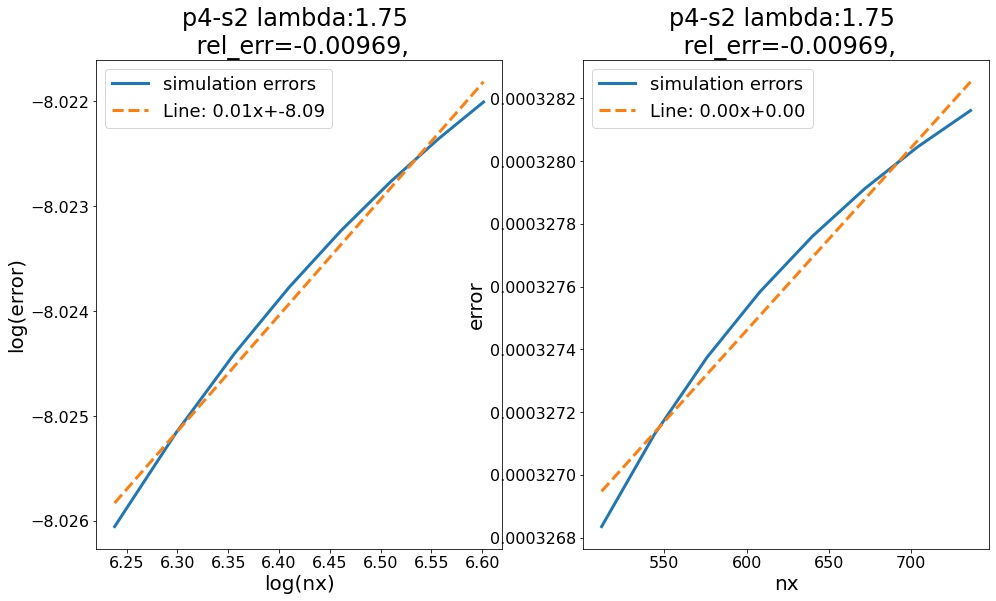 p4-s2 lambda:1.75
rel_err=-0.00969,
simulation errors
Line: 0.01x+-8.09
−8.022
−8.023
−8.024
−8.025
−8.026
log(error)
6.25 6.30 6.35 6.40 6.45 6.50 6.55 6.60
log(nx)
p4-s2 lambda:1.75
rel_err=-0.00969,
simulation errors
Line: 0.00x+0.00
0.0003282
0.0003280
0.0003278
0.0003276
0.0003274
0.0003272
0.0003270
0.0003268
error
550 600 650 700
nx